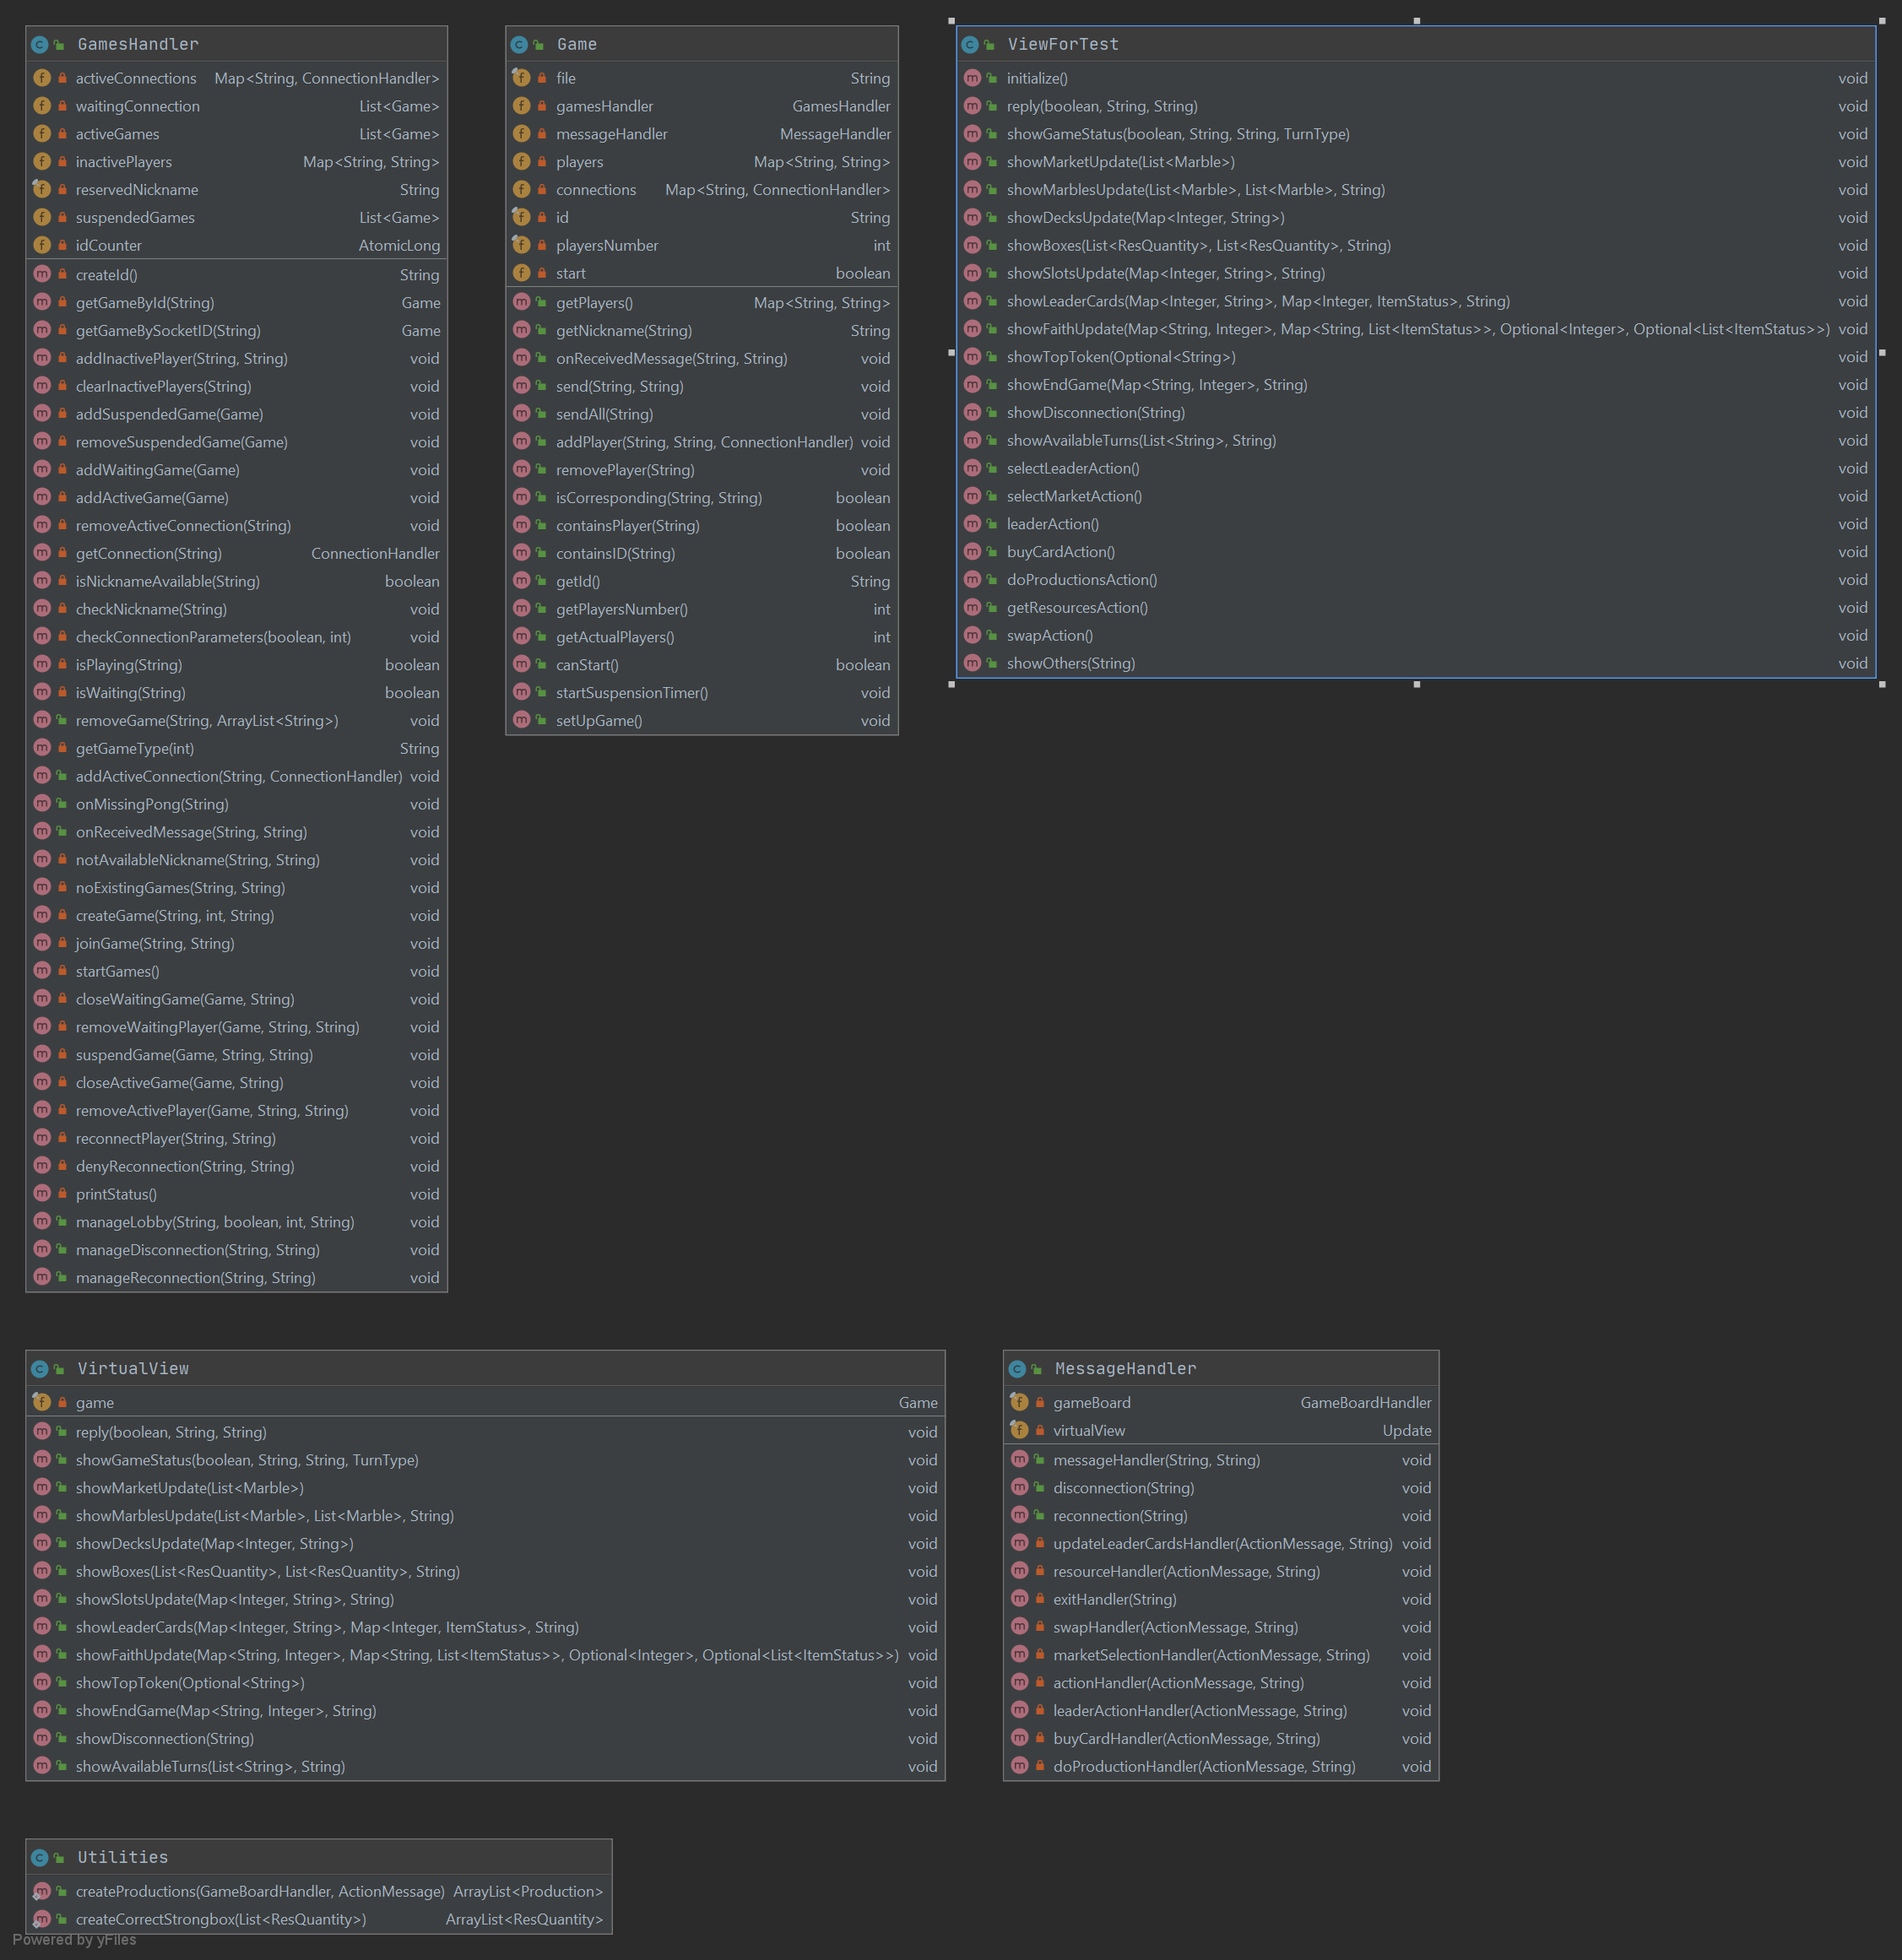 GamesHandler
activeConnections Map<String, ConnectionHandler>
waitingConnection List<Game>
activeGames List<Game>
inactivePlayers Map<String, String>
reservedNickname String
suspendedGames List<Game>
idCounter AtomicLong
createId() String
getGameById(String) Game
getGameBySocketID(String) Game
addInactivePlayer(String, String) void
clearInactivePlayers(String) void
addSuspendedGame(Game) void
removeSuspendedGame(Game) void
addWaitingGame(Game) void
addActiveGame(Game) void
removeActiveConnection(String) void
getConnection(String) ConnectionHandler
isNicknameAvailable(String) boolean
checkNickname(String) void
checkConnectionParameters(boolean, int) void
isPlaying(String) boolean
isWaiting(String) boolean
removeGame(String, ArrayList<String>) void
getGameType(int) String
addActiveConnection(String, ConnectionHandler) void
onMissingPong(String) void
onReceivedMessage(String, String) void
notAvailableNickname(String, String) void
noExistingGames(String, String) void
createGame(String, int, String) void
joinGame(String, String) void
startGames() void
closeWaitingGame(Game, String) void
removeWaitingPlayer(Game, String, String) void
suspendGame(Game, String, String) void
closeActiveGame(Game, String) void
removeActivePlayer(Game, String, String) void
reconnectPlayer(String, String) void
denyReconnection(String, String) void
printStatus() void
manageLobby(String, boolean, int, String) void
manageDisconnection(String, String) void
manageReconnection(String, String) void
Game
file String
gamesHandler GamesHandler
messageHandler MessageHandler
players Map<String, String>
connections Map<String, ConnectionHandler>
id String
playersNumber int
start boolean
getPlayers() Map<String, String>
getNickname(String) String
onReceivedMessage(String, String) void
send(String, String) void
sendAll(String) void
addPlayer(String, String, ConnectionHandler) void
removePlayer(String) void
isCorresponding(String, String) boolean
containsPlayer(String) boolean
containsID(String) boolean
getId() String
getPlayersNumber() int
getActualPlayers() int
canStart() boolean
startSuspensionTimer() void
setUpGame() void
ViewForTest
initialize() void
reply(boolean, String, String) void
showGameStatus(boolean, String, String, TurnType) void
showMarketUpdate(List<Marble>) void
showMarblesUpdate(List<Marble>, List<Marble>, String) void
showDecksUpdate(Map<Integer, String>) void
showBoxes(List<ResQuantity>, List<ResQuantity>, String) void
showSlotsUpdate(Map<Integer, String>, String) void
showLeaderCards(Map<Integer, String>, Map<Integer, ItemStatus>, String) void
showFaithUpdate(Map<String, Integer>, Map<String, List<ItemStatus>>, Optional<Integer>, Optional<List<ItemStatus>>) void
showTopToken(Optional<String>) void
showEndGame(Map<String, Integer>, String) void
showDisconnection(String) void
showAvailableTurns(List<String>, String) void
selectLeaderAction() void
selectMarketAction() void
leaderAction() void
buyCardAction() void
doProductionsAction() void
getResourcesAction() void
swapAction() void
showOthers(String) void
VirtualView
game Game
reply(boolean, String, String) void
showGameStatus(boolean, String, String, TurnType) void
showMarketUpdate(List<Marble>) void
showMarblesUpdate(List<Marble>, List<Marble>, String) void
showDecksUpdate(Map<Integer, String>) void
showBoxes(List<ResQuantity>, List<ResQuantity>, String) void
showSlotsUpdate(Map<Integer, String>, String) void
showLeaderCards(Map<Integer, String>, Map<Integer, ItemStatus>, String) void
showFaithUpdate(Map<String, Integer>, Map<String, List<ItemStatus>>, Optional<Integer>, Optional<List<ItemStatus>>) void
showTopToken(Optional<String>) void
showEndGame(Map<String, Integer>, String) void
showDisconnection(String) void
showAvailableTurns(List<String>, String) void
MessageHandler
gameBoard GameBoardHandler
virtualView Update
messageHandler(String, String) void
disconnection(String) void
reconnection(String) void
updateLeaderCardsHandler(ActionMessage, String) void
resourceHandler(ActionMessage, String) void
exitHandler(String) void
swapHandler(ActionMessage, String) void
marketSelectionHandler(ActionMessage, String) void
actionHandler(ActionMessage, String) void
leaderActionHandler(ActionMessage, String) void
buyCardHandler(ActionMessage, String) void
doProductionHandler(ActionMessage, String) void
Utilities
createProductions(GameBoardHandler, ActionMessage) ArrayList<Production>
createCorrectStrongbox(List<ResQuantity>) ArrayList<ResQuantity>
Powered by yFiles